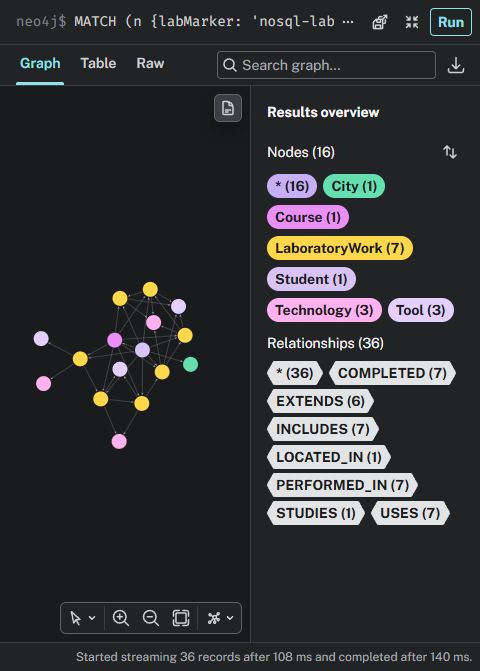 neo4j$ MATCH (n {labMarker: 'nosql-lab ··· Run
Graph Table Raw Search graph...
Results overview
Nodes (16)
* (16) City (1)
Course (1)
LaboratoryWork (7)
Student (1)
Technology (3) Tool (3)
Relationships (36)
* (36) COMPLETED (7)
EXTENDS (6)
INCLUDES (7)
LOCATED_IN (1)
PERFORMED_IN (7)
STUDIES (1) USES (7)
Started streaming 36 records after 108 ms and completed after 140 ms.